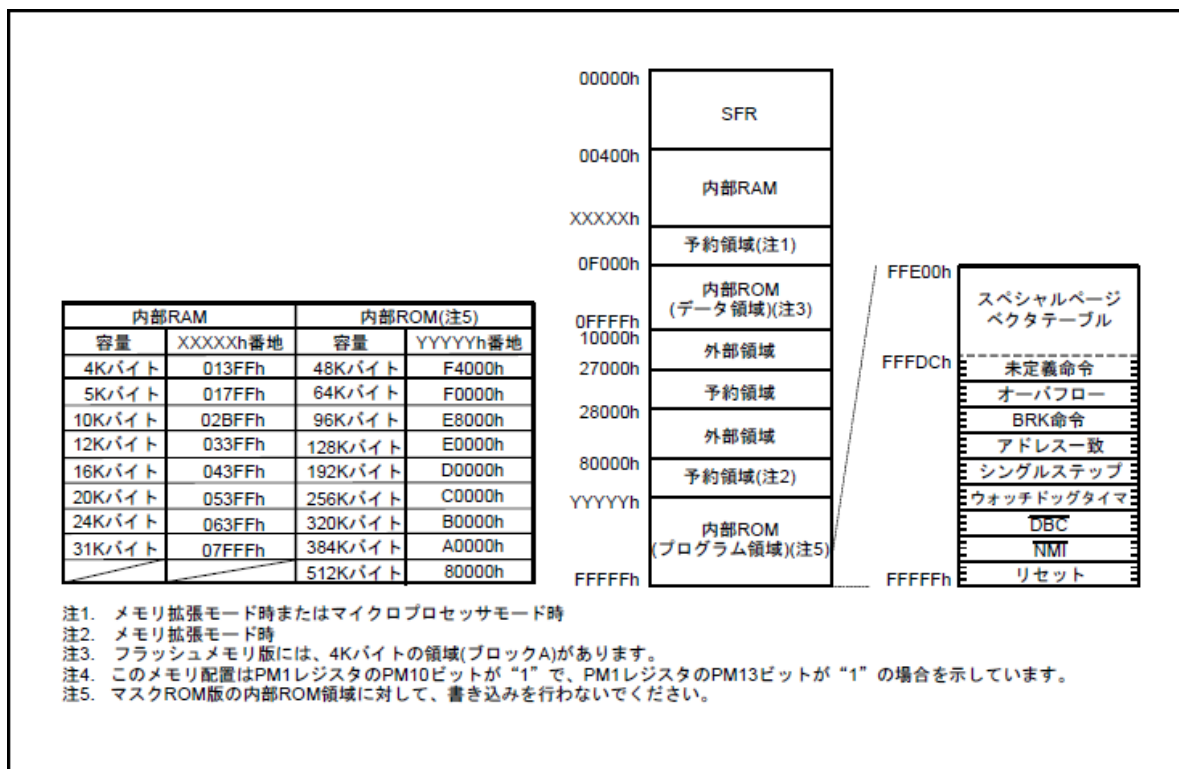 内部RAM 内部ROM(注5)
容量 XXXXXh番地 容量 YYYYYh番地
4Kバイト 013FFh 48Kバイト F4000h
5Kバイト 017FFh 64Kバイト F0000h
10Kバイト 02BFFh 96Kバイト E8000h
12Kバイト 033FFh 128Kバイト E0000h
16Kバイト 043FFh 192Kバイト D0000h
20Kバイト 053FFh 256Kバイト C0000h
24Kバイト 063FFh 320Kバイト B0000h
31Kバイト 07FFFh 384Kバイト A0000h
512Kバイト 80000h
00000h
SFR
00400h
内部RAM
XXXXXh
予約領域(注1)
0F000h
内部ROM
(データ領域)(注3)
0FFFFh
10000h
外部領域
27000h
予約領域
28000h
外部領域
80000h
予約領域(注2)
YYYYYh
内部ROM
(プログラム領域)(注5)
FFFFFh
FFE00h
スペシャルページ
ベクタテーブル
FFFDCh
未定義命令
オーバフロー
BRK命令
アドレス一致
シングルステップ
ウォッチドッグタイマ
DBC
NMI
リセット
FFFFFh
注1. メモリ拡張モード時またはマイクロプロセッサモード時
注2. メモリ拡張モード時
注3. フラッシュメモリ版には、4Kバイトの領域(ブロックA)があります。
注4. このメモリ配置はPM1レジスタのPM10ビットが“1”で、PM1レジスタのPM13ビットが“1”の場合を示しています。
注5. マスクROM版の内部ROM領域に対して、書き込みを行わないでください。